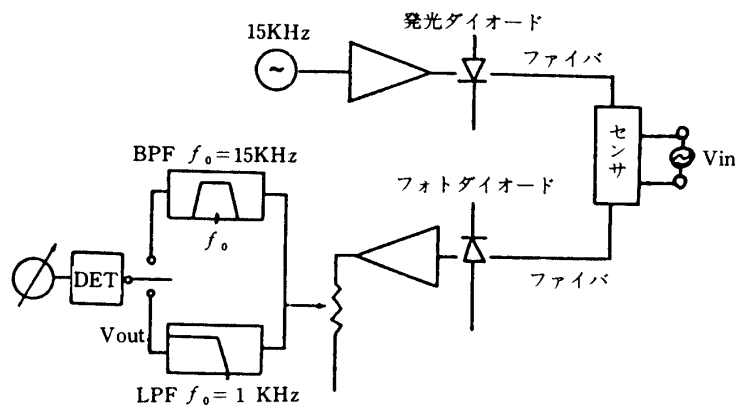 発光ダイオード
15KHz
ファイバ
~
センサ
Vin
BPF f₀=15KHz
フォトダイオード
f₀
DET
ファイバ
Vout
LPF f₀= 1 KHz